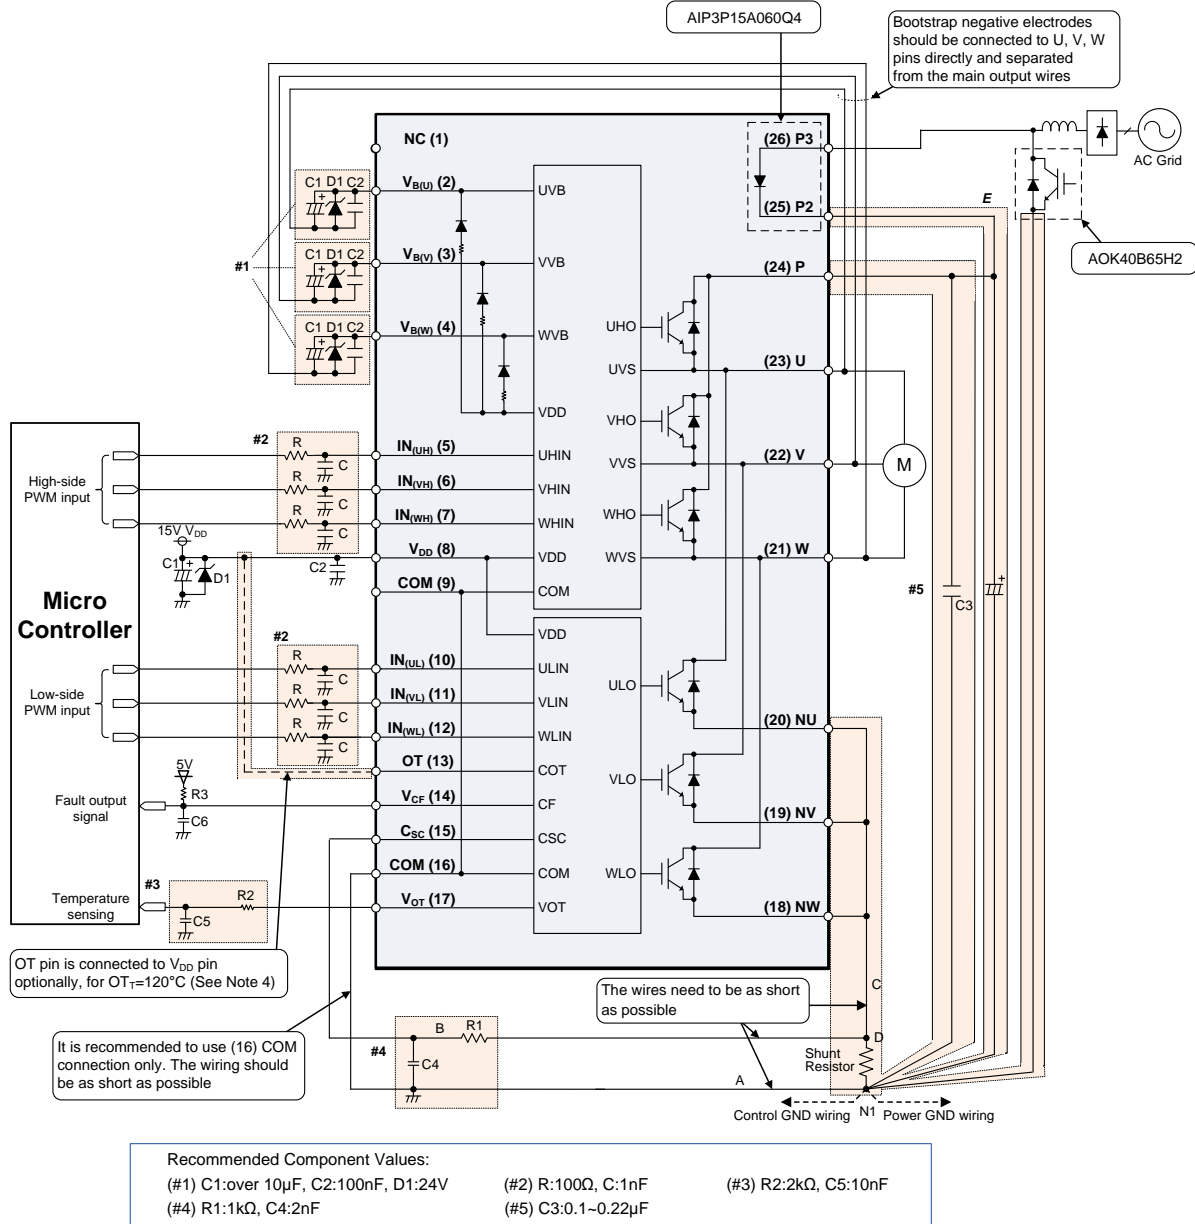 AIP3P15A060Q4
Bootstrap negative electrodes
should be connected to U, V, W
pins directly and separated
from the main output wires
AC Grid
AOK40B65H2
E
NC (1)
(26) P3
(25) P2
(24) P
(23) U
(22) V
(21) W
(20) NU
(19) NV
(18) NW
C1 D1 C2
+
C1 D1 C2
+
C1 D1 C2
+
#1
VB(U) (2)
VB(V) (3)
VB(W) (4)
IN(UH) (5)
IN(VH) (6)
IN(WH) (7)
VDD (8)
COM (9)
IN(UL) (10)
IN(VL) (11)
IN(WL) (12)
OT (13)
VCF (14)
CSC (15)
COM (16)
VOT (17)
UVB
VVB
WVB
VDD
UHIN
VHIN
WHIN
VDD
COM
UHO
UVS
VHO
VVS
WHO
WVS
VDD
ULIN
VLIN
WLIN
COT
CF
CSC
COM
VOT
ULO
VLO
WLO
M
#5
C3
+
#2
R
C
R
C
R
C
15V VDD
C1
+
D1
C2
#2
R
C
R
C
R
C
High-side
PWM input
Micro
Controller
Low-side
PWM input
5V
R3
C6
Fault output
signal
Temperature
sensing
#3
R2
C5
OT pin is connected to VDD pin
optionally, for OTT=120°C (See Note 4)
It is recommended to use (16) COM
connection only. The wiring should
be as short as possible
The wires need to be as short
as possible
#4
B
R1
C4
A
C
D
Shunt
Resistor
Control GND wiring
N1
Power GND wiring
Recommended Component Values:
(#1) C1:over 10µF, C2:100nF, D1:24V
(#2) R:100Ω, C:1nF
(#3) R2:2kΩ, C5:10nF
(#4) R1:1kΩ, C4:2nF
(#5) C3:0.1~0.22µF